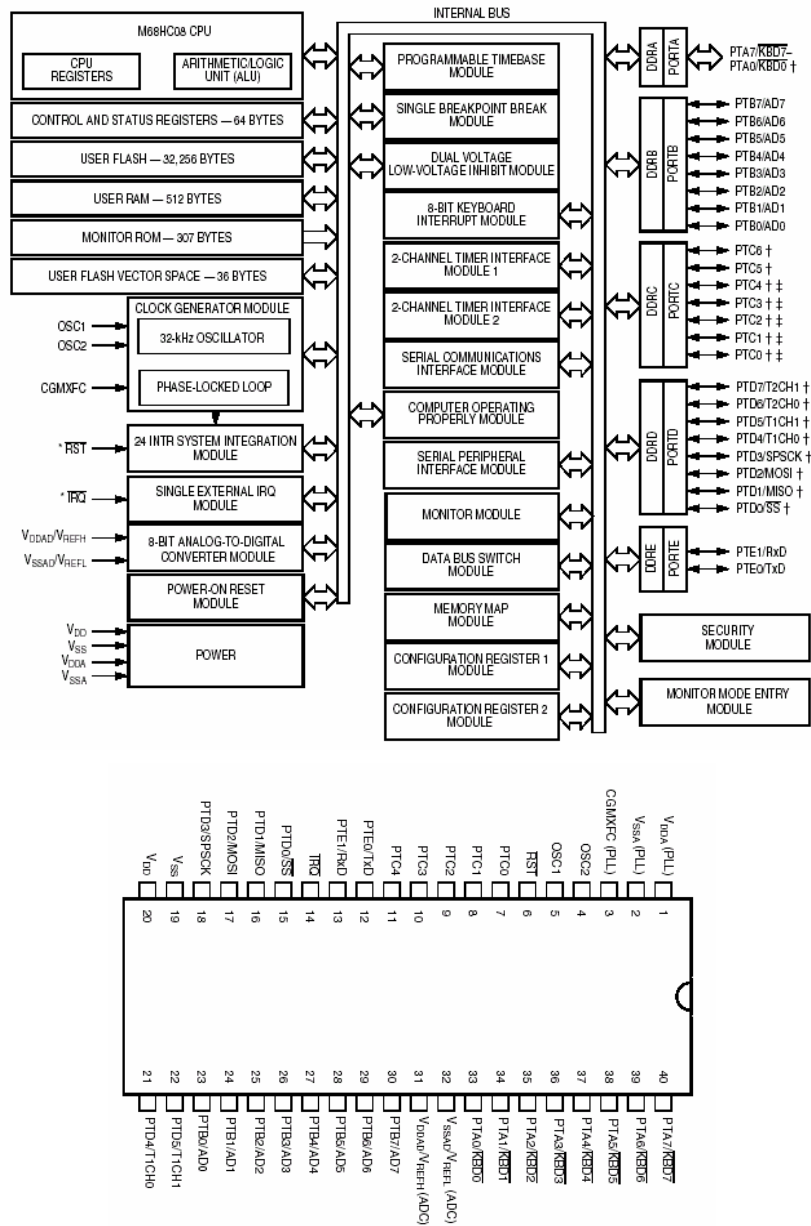 INTERNAL BUS
M68HC08 CPU
CPU
REGISTERS
ARITHMETIC/LOGIC
UNIT (ALU)
CONTROL AND STATUS REGISTERS — 64 BYTES
USER FLASH — 32,256 BYTES
USER RAM — 512 BYTES
MONITOR ROM — 307 BYTES
USER FLASH VECTOR SPACE — 36 BYTES
CLOCK GENERATOR MODULE
32-kHz OSCILLATOR
PHASE-LOCKED LOOP
OSC1
OSC2
CGMXFC
* RST
24 INTR SYSTEM INTEGRATION
MODULE
* IRQ
SINGLE EXTERNAL IRQ
MODULE
VDDAD/VREFH
VSSAD/VREFL
8-BIT ANALOG-TO-DIGITAL
CONVERTER MODULE
POWER-ON RESET
MODULE
VDD
VSS
VDDA
VSSA
POWER
PROGRAMMABLE TIMEBASE
MODULE
SINGLE BREAKPOINT BREAK
MODULE
DUAL VOLTAGE
LOW-VOLTAGE INHIBIT MODULE
8-BIT KEYBOARD
INTERRUPT MODULE
2-CHANNEL TIMER INTERFACE
MODULE 1
2-CHANNEL TIMER INTERFACE
MODULE 2
SERIAL COMMUNICATIONS
INTERFACE MODULE
COMPUTER OPERATING
PROPERLY MODULE
SERIAL PERIPHERAL
INTERFACE MODULE
MONITOR MODULE
DATA BUS SWITCH
MODULE
MEMORY MAP
MODULE
CONFIGURATION REGISTER 1
MODULE
CONFIGURATION REGISTER 2
MODULE
DDRA
PORTA
PTA7/KBD7–
PTA0/KBD0 †
DDRB
PORTB
PTB7/AD7
PTB6/AD6
PTB5/AD5
PTB4/AD4
PTB3/AD3
PTB2/AD2
PTB1/AD1
PTB0/AD0
DDRC
PORTC
PTC6 †
PTC5 †
PTC4 † ‡
PTC3 † ‡
PTC2 † ‡
PTC1 † ‡
PTC0 † ‡
DDRD
PORTD
PTD7/T2CH1 †
PTD6/T2CH0 †
PTD5/T1CH1 †
PTD4/T1CH0 †
PTD3/SPSCK †
PTD2/MOSI †
PTD1/MISO †
PTD0/SS †
DDRE
PORTE
PTE1/RxD
PTE0/TxD
SECURITY
MODULE
MONITOR MODE ENTRY
MODULE
VDD
VSS
PTD3/SPSCK
PTD2/MOSI
PTD1/MISO
PTD0/SS
IRQ
PTE1/RxD
PTE0/TxD
PTC4
PTC3
PTC2
PTC1
PTC0
RST
OSC1
OSC2
CGMXFC (PLL)
VSSA (PLL)
VDDA (PLL)
20 19 18 17 16 15 14 13 12 11 10 9 8 7 6 5 4 3 2 1
21 22 23 24 25 26 27 28 29 30 31 32 33 34 35 36 37 38 39 40
PTD4/T1CH0
PTD5/T1CH1
PTB0/AD0
PTB1/AD1
PTB2/AD2
PTB3/AD3
PTB4/AD4
PTB5/AD5
PTB6/AD6
PTB7/AD7
VDDAD/VREFH (ADC)
VSSAD/VREFL (ADC)
PTA0/KBD0
PTA1/KBD1
PTA2/KBD2
PTA3/KBD3
PTA4/KBD4
PTA5/KBD5
PTA6/KBD6
PTA7/KBD7